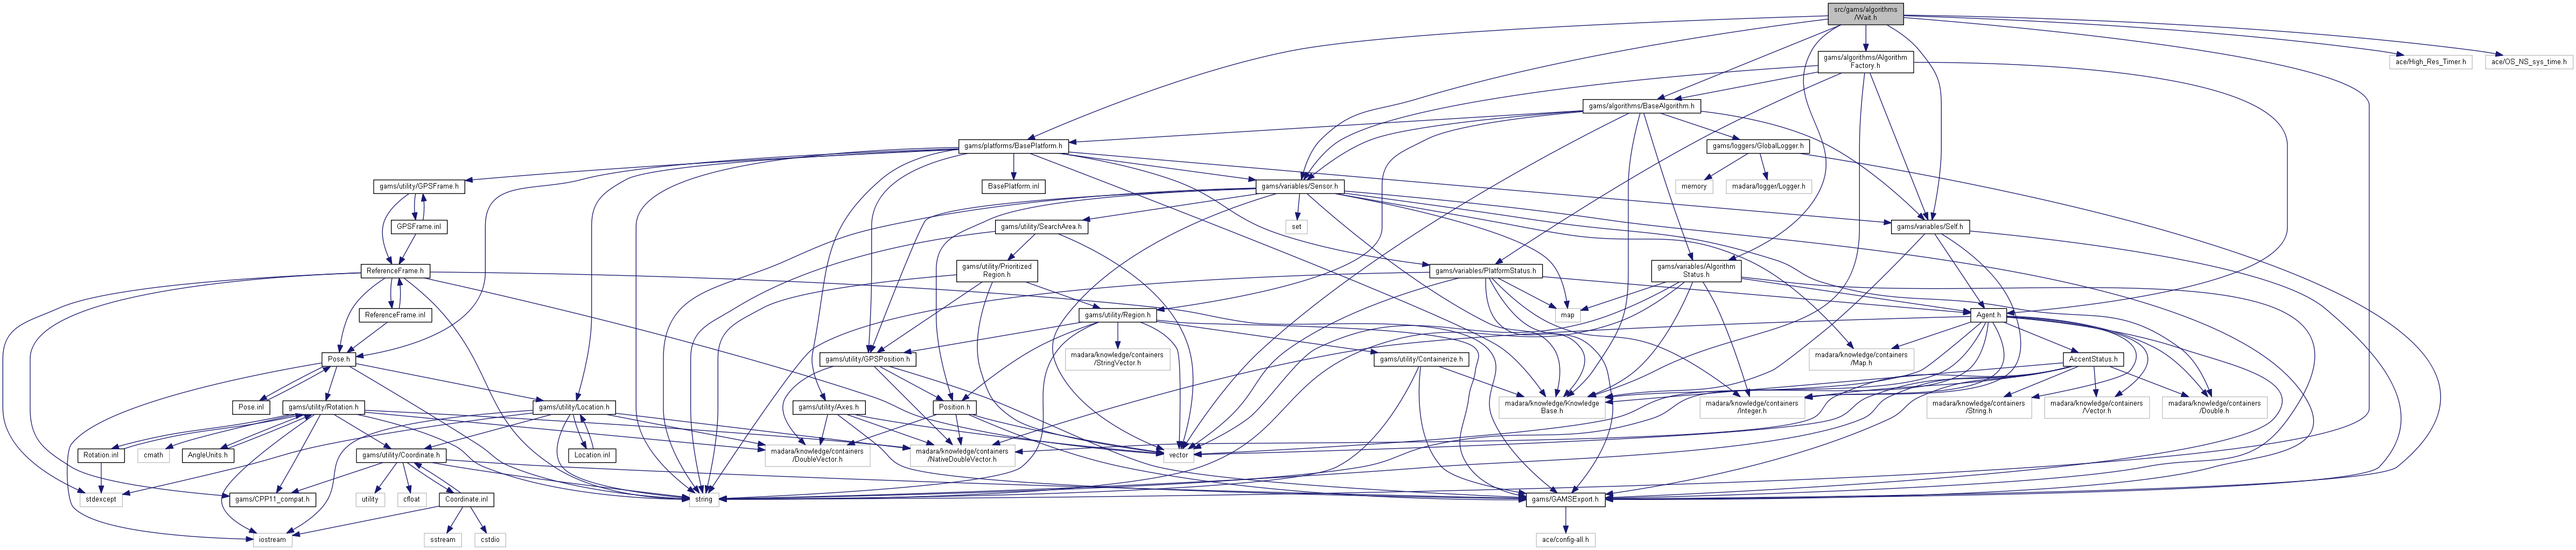 src/gams/algorithms
/Wait.h
gams/algorithms/Algorithm
Factory.h
ace/High_Res_Timer.h
ace/OS_NS_sys_time.h
gams/algorithms/BaseAlgorithm.h
gams/platforms/BasePlatform.h
gams/loggers/GlobalLogger.h
gams/utility/GPSFrame.h
BasePlatform.inl
gams/variables/Sensor.h
memory
madara/logger/Logger.h
GPSFrame.inl
gams/utility/SearchArea.h
set
gams/variables/Self.h
ReferenceFrame.h
gams/utility/Prioritized
Region.h
gams/variables/PlatformStatus.h
gams/variables/Algorithm
Status.h
ReferenceFrame.inl
gams/utility/Region.h
map
Agent.h
Pose.h
gams/utility/GPSPosition.h
madara/knowledge/containers
/StringVector.h
gams/utility/Containerize.h
madara/knowledge/containers
/Map.h
AccentStatus.h
Pose.inl
gams/utility/Rotation.h
gams/utility/Location.h
gams/utility/Axes.h
Position.h
madara/knowledge/Knowledge
Base.h
madara/knowledge/containers
/Integer.h
madara/knowledge/containers
/String.h
madara/knowledge/containers
/Vector.h
madara/knowledge/containers
/Double.h
Rotation.inl
cmath
AngleUnits.h
gams/utility/Coordinate.h
Location.inl
madara/knowledge/containers
/DoubleVector.h
madara/knowledge/containers
/NativeDoubleVector.h
vector
stdexcept
gams/CPP11_compat.h
utility
cfloat
Coordinate.inl
string
gams/GAMSExport.h
iostream
sstream
cstdio
ace/config-all.h